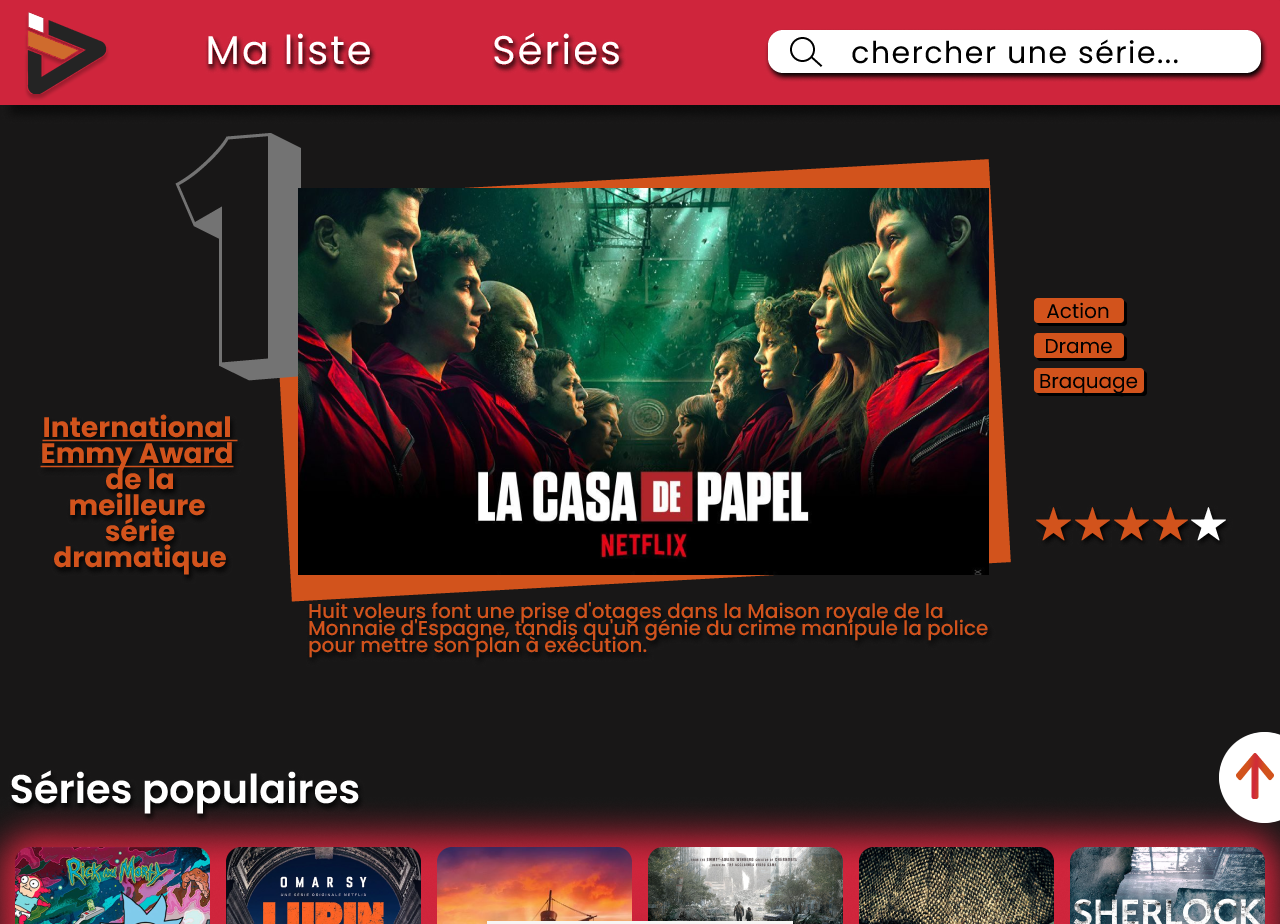 Ma liste
Séries
chercher une série...
1
LA CASA DE PAPEL
NETFLIX
Action
Drame
Braquage
International
Emmy Award
de la
meilleure
série
dramatique
Huit voleurs font une prise d'otages dans la Maison royale de la
Monnaie d'Espagne, tandis qu'un génie du crime manipule la police
pour mettre son plan à exécution.
Séries populaires
Rick and Morty
OMAR SY
UNE SÉRIE ORIGINALE NETFLIX
LUPIN
SHERLOCK